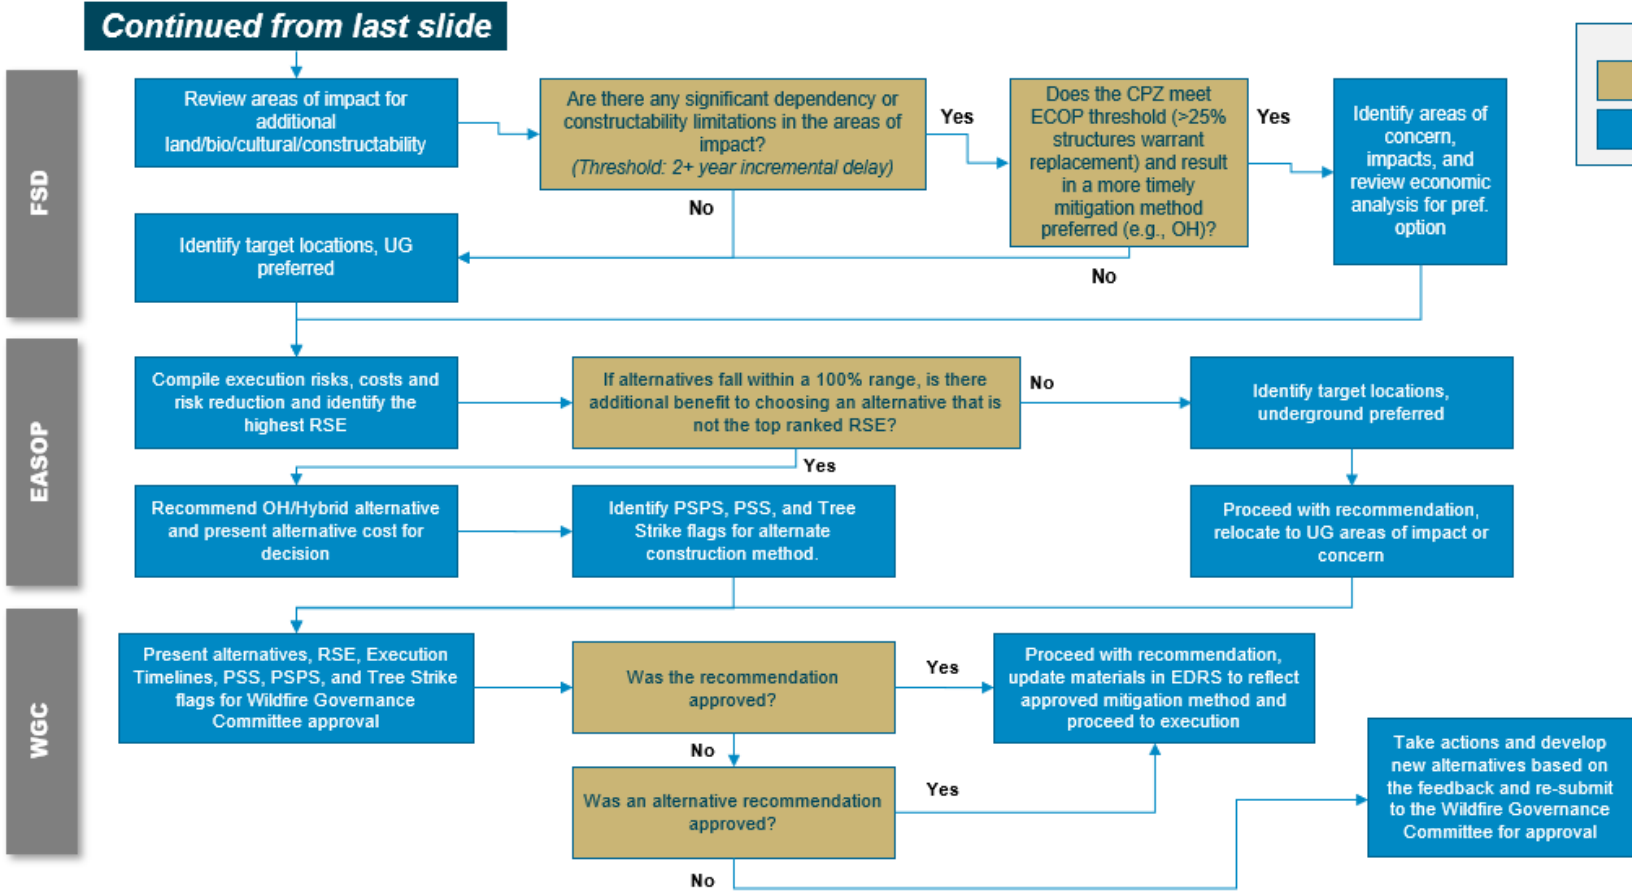 Continued from last slide
FSD
Review areas of impact for
additional
land/bio/cultural/constructability
Are there any significant dependency or
constructability limitations in the areas of
impact?
(Threshold: 2+ year incremental delay)
Yes
Does the CPZ meet
ECOP threshold (>25%
structures warrant
replacement) and result
in a more timely
mitigation method
preferred (e.g., OH)?
Yes
Identify areas of
concern,
impacts, and
review economic
analysis for pref.
option
No
Identify target locations, UG
preferred
No
EASOP
Compile execution risks, costs and
risk reduction and identify the
highest RSE
If alternatives fall within a 100% range, is there
additional benefit to choosing an alternative that is
not the top ranked RSE?
No
Identify target locations,
underground preferred
Yes
Recommend OH/Hybrid alternative
and present alternative cost for
decision
Identify PSPS, PSS, and Tree
Strike flags for alternate
construction method.
Proceed with recommendation,
relocate to UG areas of impact or
concern
WGC
Present alternatives, RSE, Execution
Timelines, PSS, PSPS, and Tree Strike
flags for Wildfire Governance
Committee approval
Was the recommendation
approved?
Yes
Proceed with recommendation,
update materials in EDRS to reflect
approved mitigation method and
proceed to execution
No
Was an alternative recommendation
approved?
Yes
Take actions and develop
new alternatives based on
the feedback and re-submit
to the Wildfire Governance
Committee for approval
No